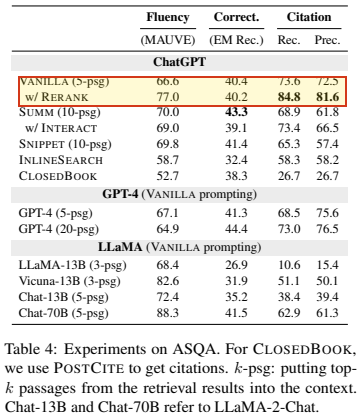 Fluency Correct. Citation
(MAUVE) (EM Rec.) Rec. Prec.
ChatGPT
VANILLA (5-psg) 66.6 40.4 73.6 72.5
w/ RERANK 77.0 40.2 84.8 81.6
SUMM (10-psg) 70.0 43.3 68.9 61.8
w/ INTERACT 69.0 39.1 73.4 66.5
SNIPPET (10-psg) 69.8 41.4 65.3 57.4
INLINESEARCH 58.7 32.4 58.3 58.2
CLOSEDBOOK 52.7 38.3 26.7 26.7
GPT-4 (VANILLA prompting)
GPT-4 (5-psg) 67.1 41.3 68.5 75.6
GPT-4 (20-psg) 64.9 44.4 73.0 76.5
LLaMA (VANILLA prompting)
LLaMA-13B (3-psg) 68.4 26.9 10.6 15.4
Vicuna-13B (3-psg) 82.6 31.9 51.1 50.1
Chat-13B (5-psg) 72.4 35.2 38.4 39.4
Chat-70B (5-psg) 88.3 41.5 62.9 61.3
Table 4: Experiments on ASQA. For CLOSEDBOOK,
we use POSTCITE to get citations. k-psg: putting top-
k passages from the retrieval results into the context.
Chat-13B and Chat-70B refer to LLaMA-2-Chat.